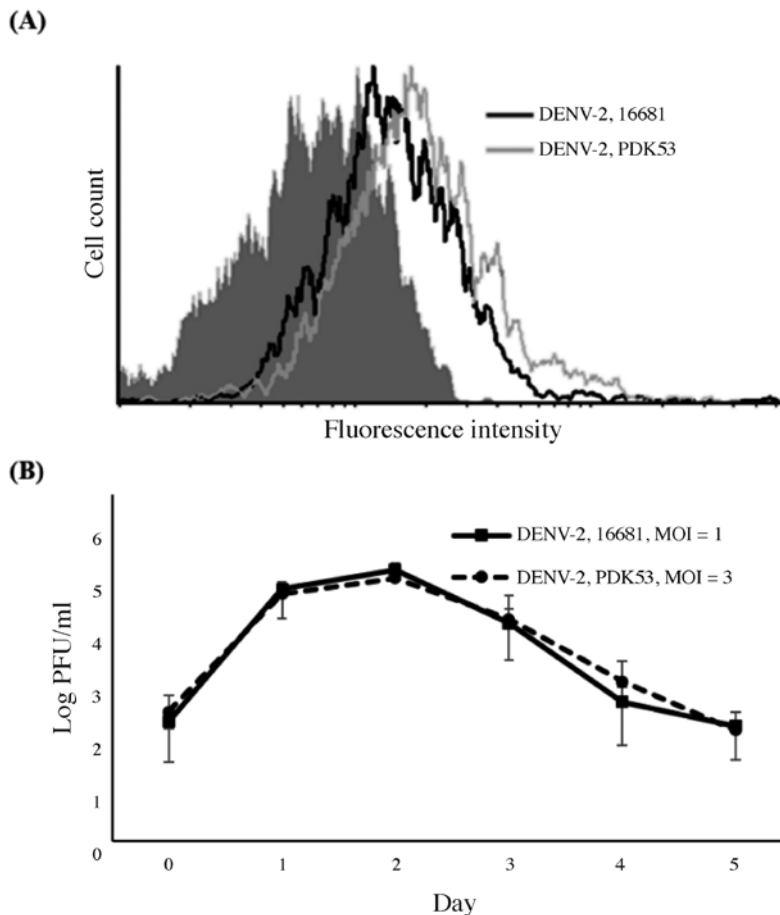 (A)
DENV-2, 16681
DENV-2, PDK53
Cell count
Fluorescence intensity
(B)
6
5
4
3
2
1
0
Log PFU/ml
DENV-2, 16681, MOI = 1
DENV-2, PDK53, MOI = 3
0 1 2 3 4 5
Day